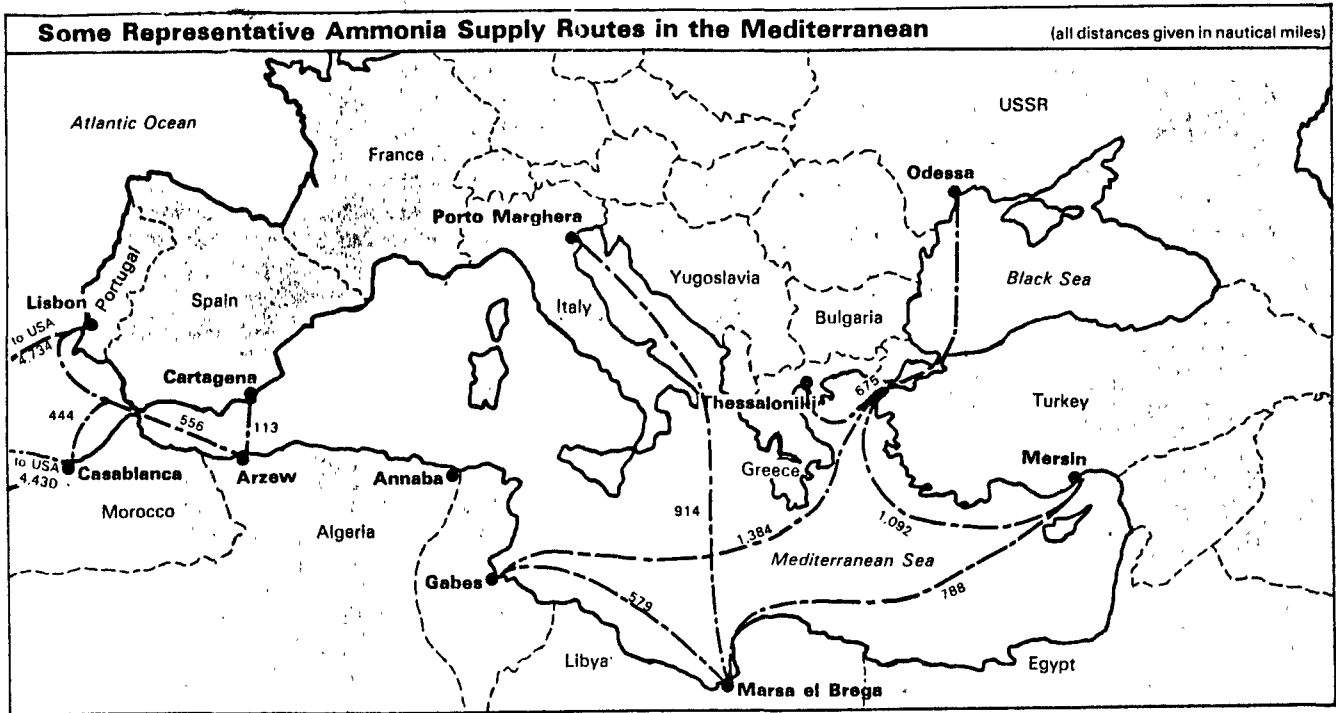 Some Representative Ammonia Supply Routes in the Mediterranean
(all distances given in nautical miles)
Atlantic Ocean
USSR
France
Odessa
Porto Marghera
Portugal
Spain
Yugoslavia
Black Sea
Lisbon
Italy
Bulgaria
to USA
4.734
Cartagena
675
Thessaloniki
Turkey
444
556
113
to USA
4.430
Casablanca
Arzew
Annaba
Greece
Mersin
Morocco
914
Algeria
1.384
1.092
Mediterranean Sea
Gabes
579
788
Libya
Egypt
Marsa el Brega